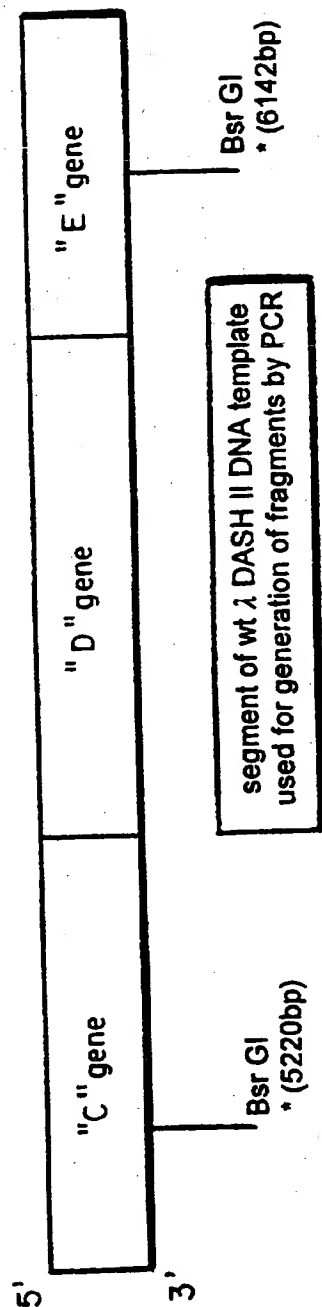 5'
3'
"C" gene
"D" gene
"E" gene
Bsr GI
* (5220bp)
segment of wt λ DASH II DNA template
used for generation of fragments by PCR
Bsr GI
* (6142bp)